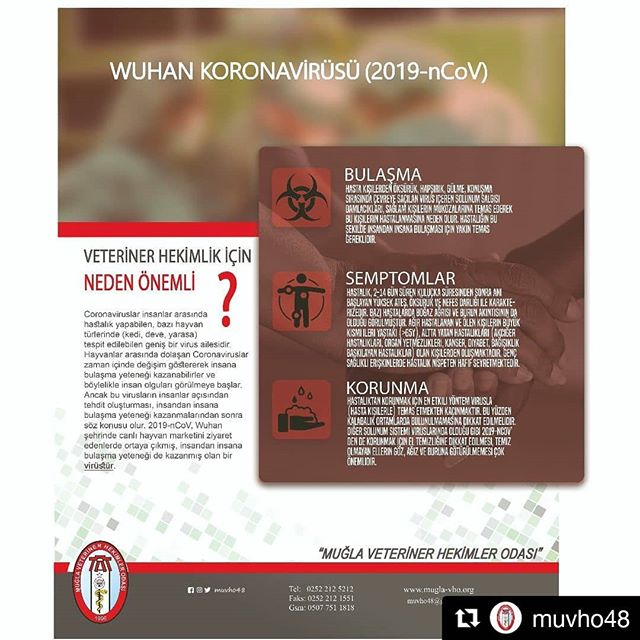 WUHAN KORONAVİRÜSÜ (2019-nCoV)
BULAŞMA
HASTA KİŞİLERDEN ÖKSÜRÜK, HAPŞIRIK, GÜLME, KONUŞMA
SIRASINDA ÇEVREYE SAÇILAN VİRÜS İÇEREN SOLUNUM SALGISI
DAMLACIKLARI, SAĞLAM KİŞİLERİN MUKOZALARINA TEMAS EDEREK
BU KİŞİLERİN HASTALANMASINA NEDEN OLUR. HASTALIĞIN BU
ŞEKİLDE İNSANDAN İNSANA BULAŞMASI İÇİN YAKIN TEMAS
GEREKLİDİR.
VETERİNER HEKİMLİK İÇİN
NEDEN ÖNEMLİ ?
Coronaviruslar insanlar arasında
hastalık yapabilen, bazı hayvan
türlerinde (kedi, deve, yarasa)
tespit edilebilen geniş bir virus ailesidir.
Hayvanlar arasında dolaşan Coronaviruslar
zaman içinde değişim göstererek insana
bulaşma yeteneği kazanabilirler ve
böylelikle insan olguları görülmeye başlar.
Ancak bu virusların insanlar açısından
tehdit oluşturması, insandan insana
bulaşma yeteneği kazanmalarından sonra
söz konusu olur. 2019-nCoV, Wuhan
şehrinde canlı hayvan marketini ziyaret
edenlerde ortaya çıkmış, insandan insana
bulaşma yeteneği de kazanmış olan bir
virüstür.
SEMPTOMLAR
HASTALIK, 2-14 GÜN SÜREN KULUÇKA SÜRESİNDEN SONRA ANİ
BAŞLAYAN YÜKSEK ATEŞ, ÖKSÜRÜK VE NEFES DARLIĞI İLE KARAKTE-
RİZEDİR. BAZI HASTALARDA BOĞAZ AĞRISI VE BURUN AKINTISININ DA
OLDUĞU GÖRÜLMÜŞTÜR. AĞIR HASTALANAN VE ÖLEN KİŞİLERİN BÜYÜK
KISMI İLERİ YAŞTAKİ (>65Y), ALTTA YATAN HASTALIKLARI (AKCİĞER
HASTALIKLARI, ORGAN YETMEZLİKLERİ, KANSER, DİYABET, BAĞIŞIKLIK
BASKILAYAN HASTALIKLAR) OLAN KİŞİLERDEN OLUŞMAKTADIR. GENÇ
SAĞLIKLI ERİŞKİNLERDE HASTALIK NİSPETEN HAFİF SEYRETMEKTEDİR.
KORUNMA
HASTALIKTAN KORUNMAK İÇİN EN ETKİLİ YÖNTEM VİRUSLA
(HASTA KİŞİLERLE) TEMAS ETMEKTEN KAÇINMAKTIR. BU YÜZDEN
KALABALIK ORTAMLARDA BULUNULMAMASINA DİKKAT EDİLMELİDİR.
DİĞER SOLUNUM SİSTEMİ VİRUSLARINDA OLDUĞU GİBİ 2019-NCOV'
DEN DE KORUNMAK İÇİN EL TEMİZLİĞİNE DİKKAT EDİLMESİ, TEMİZ
OLMAYAN ELLERİN GÖZ, AĞIZ VE BURUNA GÖTÜRÜLMEMESİ ÇOK
ÖNEMLİDİR.
"MUĞLA VETERİNER HEKİMLER ODASI"
MUĞLA VETERİNER HEKİMLER ODASI
1996
muvho48
Tel: 0252 212 5212
Faks: 0252 212 1551
Gsm: 0507 751 1818
www.mugla-vho.org
muvho48@
muvho48